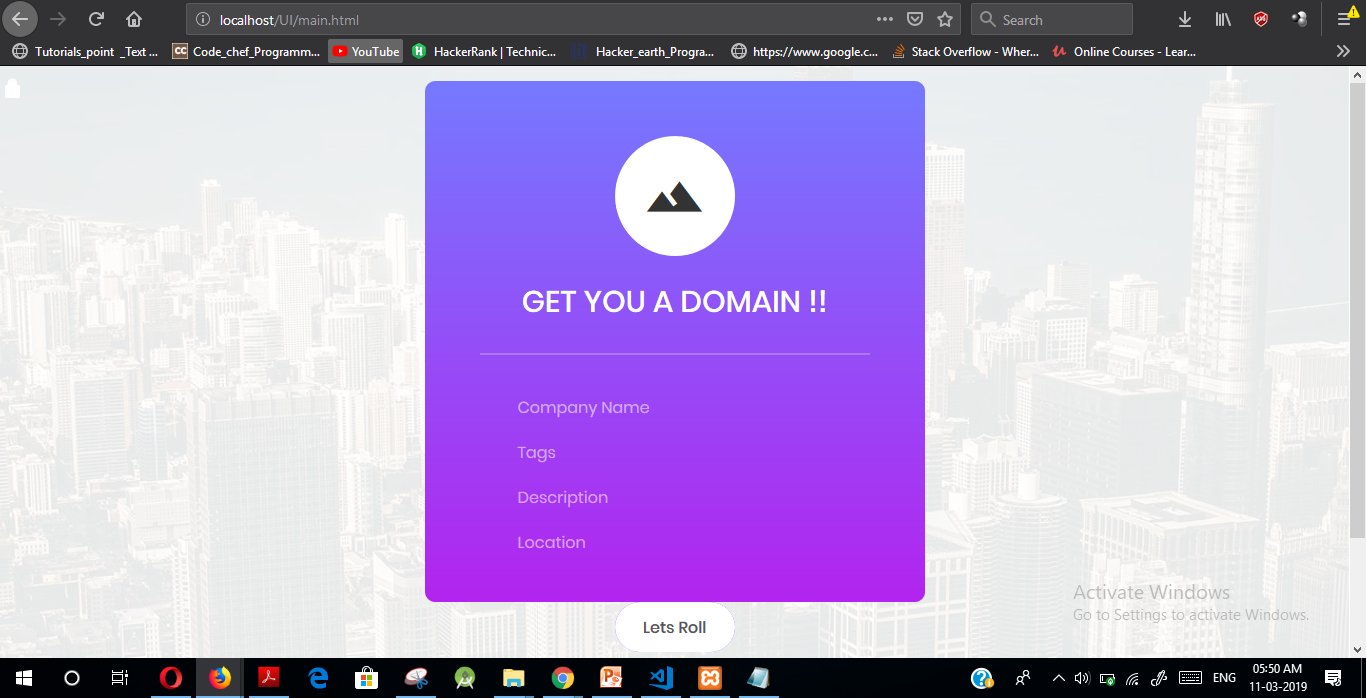 localhost/UI/main.html
Search
Tutorials_point _Text ...
CC Code_chef_Programm...
YouTube
H HackerRank | Technic...
Hacker_earth_Progra...
https://www.google.c...
Stack Overflow - Wher...
Online Courses - Lear...
GET YOU A DOMAIN !!
Company Name
Tags
Description
Location
Lets Roll
Activate Windows
Go to Settings to activate Windows.
ENG
05:50 AM
11-03-2019